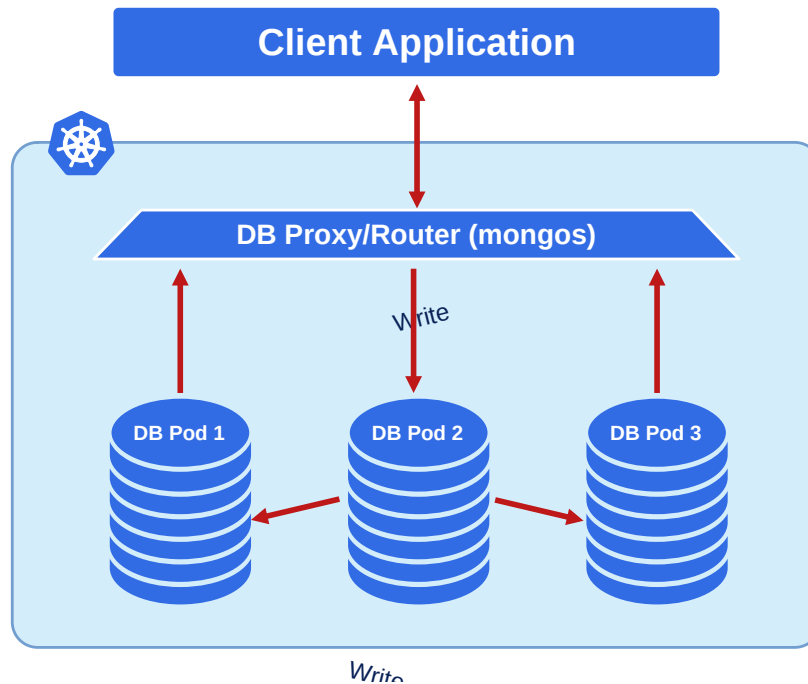 Client Application
DB Proxy/Router (mongos)
Write
DB Pod 1
DB Pod 2
DB Pod 3
Write